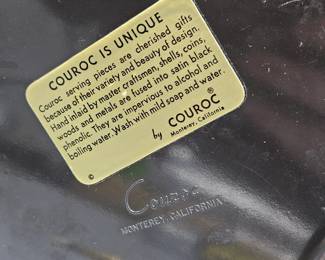 COUROC IS UNIQUE
Couroc serving pieces are cherished gifts
because of their variety and beauty of design.
Hand inlaid by master craftsmen, shells, coins,
woods and metals are fused into satin black
phenolic. They are impervious to alcohol and
boiling water. Wash with mild soap and water.
by COUROC®
Monterey, California
©
Couroc
MONTEREY, CALIFORNIA